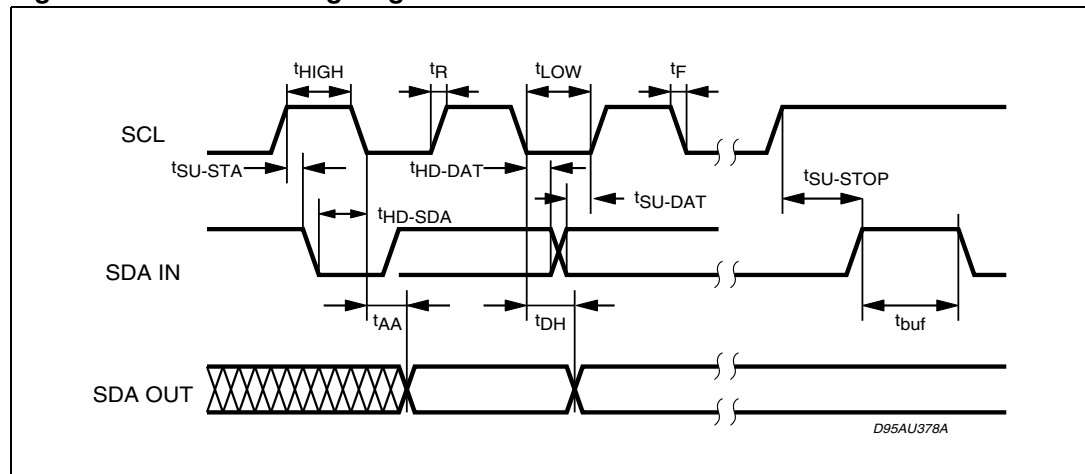 tHIGH
tR
tLOW
tF
SCL
tSU-STA
tHD-DAT
tSU-STOP
tHD-SDA
tSU-DAT
SDA IN
tAA
tDH
tbuf
SDA OUT
D95AU378A